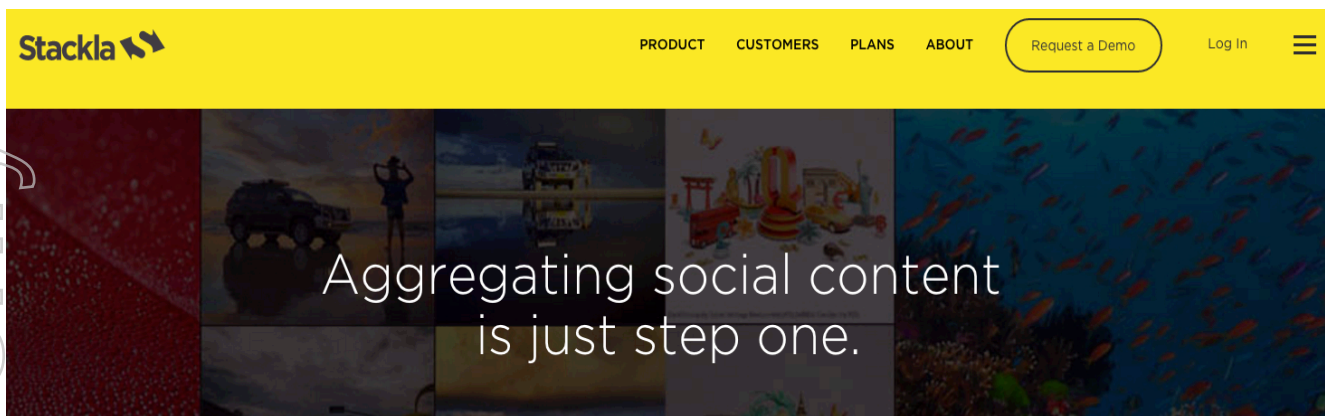 Stackla
PRODUCT CUSTOMERS PLANS ABOUT Request a Demo Log In
Aggregating social content
is just step one.